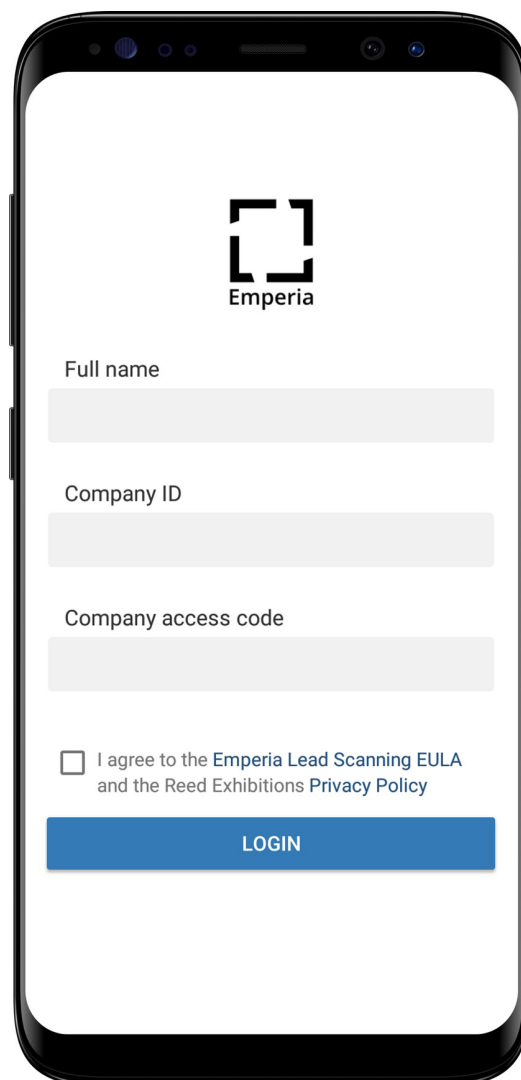 Emperia
Full name
Company ID
Company access code
I agree to the Emperia Lead Scanning EULA
and the Reed Exhibitions Privacy Policy
LOGIN